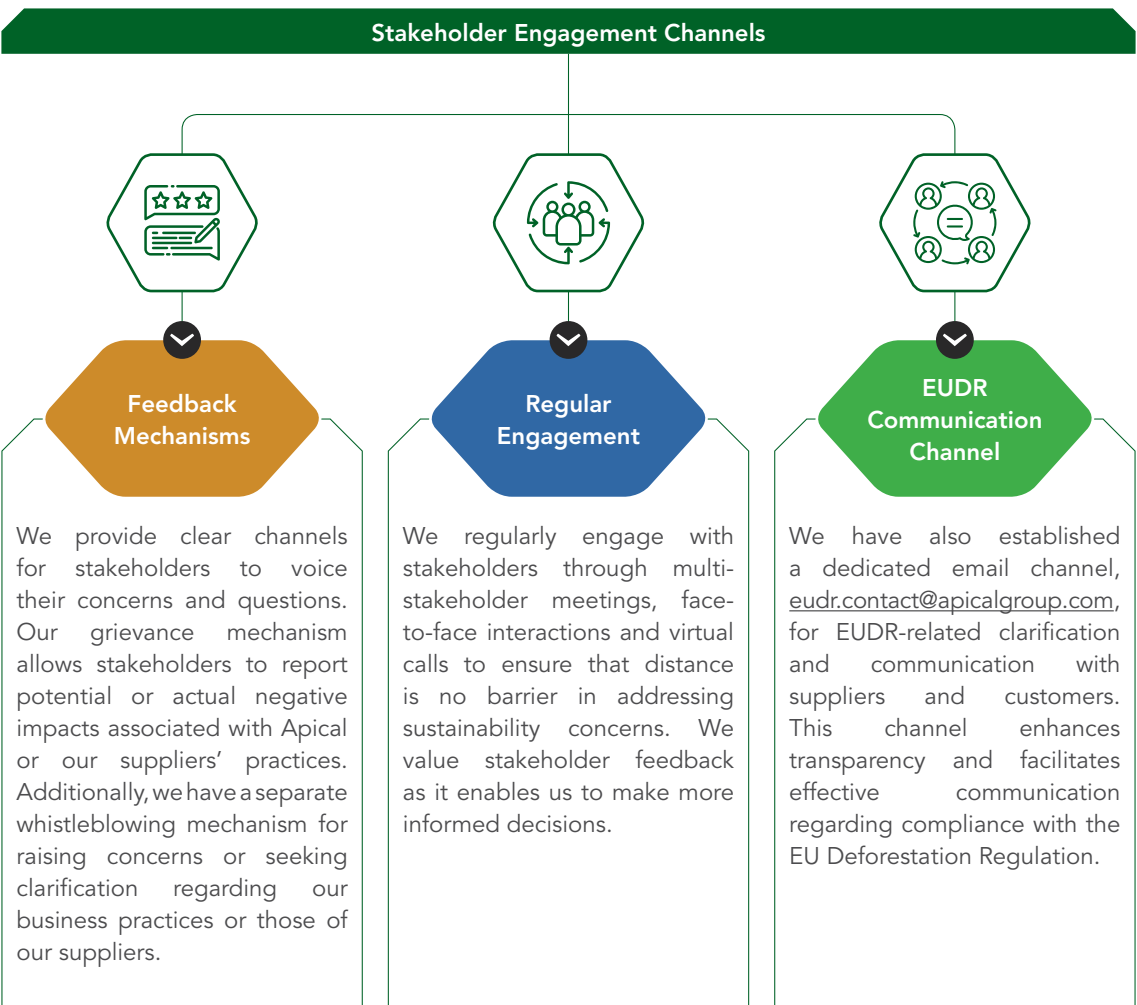 Stakeholder Engagement Channels
Feedback
Mechanisms
We provide clear channels
for stakeholders to voice
their concerns and questions.
Our grievance mechanism
allows stakeholders to report
potential or actual negative
impacts associated with Apical
or our suppliers’ practices.
Additionally, we have a separate
whistleblowing mechanism for
raising concerns or seeking
clarification regarding our
business practices or those of
our suppliers.
Regular
Engagement
We regularly engage with
stakeholders through multi-
stakeholder meetings, face-
to-face interactions and virtual
calls to ensure that distance
is no barrier in addressing
sustainability concerns. We
value stakeholder feedback
as it enables us to make more
informed decisions.
EUDR
Communication
Channel
We have also established
a dedicated email channel,
eudr.contact@apicalgroup.com,
for EUDR-related clarification
and communication with
suppliers and customers.
This channel enhances
transparency and facilitates
effective communication
regarding compliance with the
EU Deforestation Regulation.